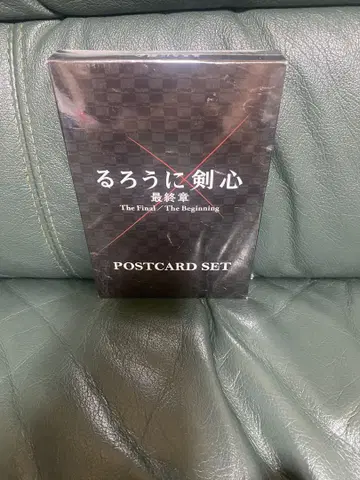 るろうに剣心
最終章
The Final／The Beginning
POSTCARD SET